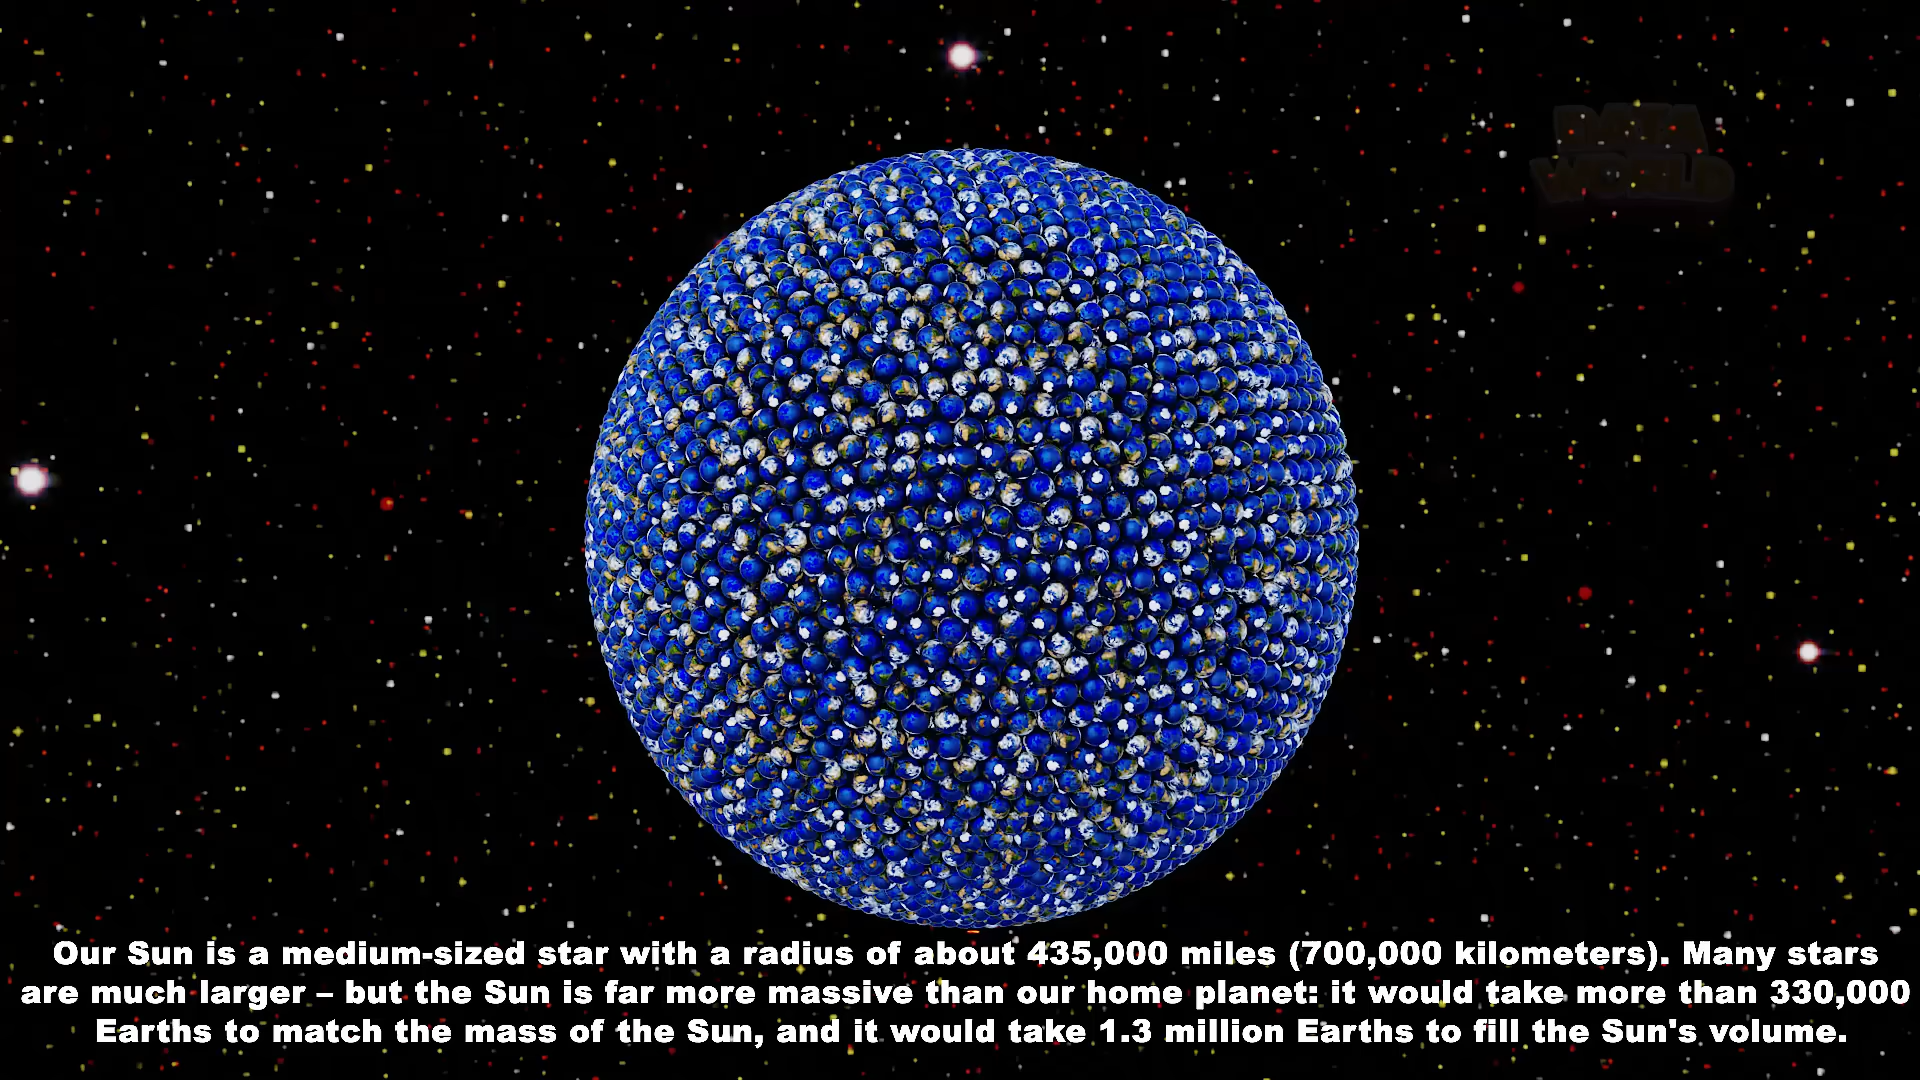 DATA
WORLD
Our Sun is a medium-sized star with a radius of about 435,000 miles (700,000 kilometers). Many stars
are much larger – but the Sun is far more massive than our home planet: it would take more than 330,000
Earths to match the mass of the Sun, and it would take 1.3 million Earths to fill the Sun's volume.